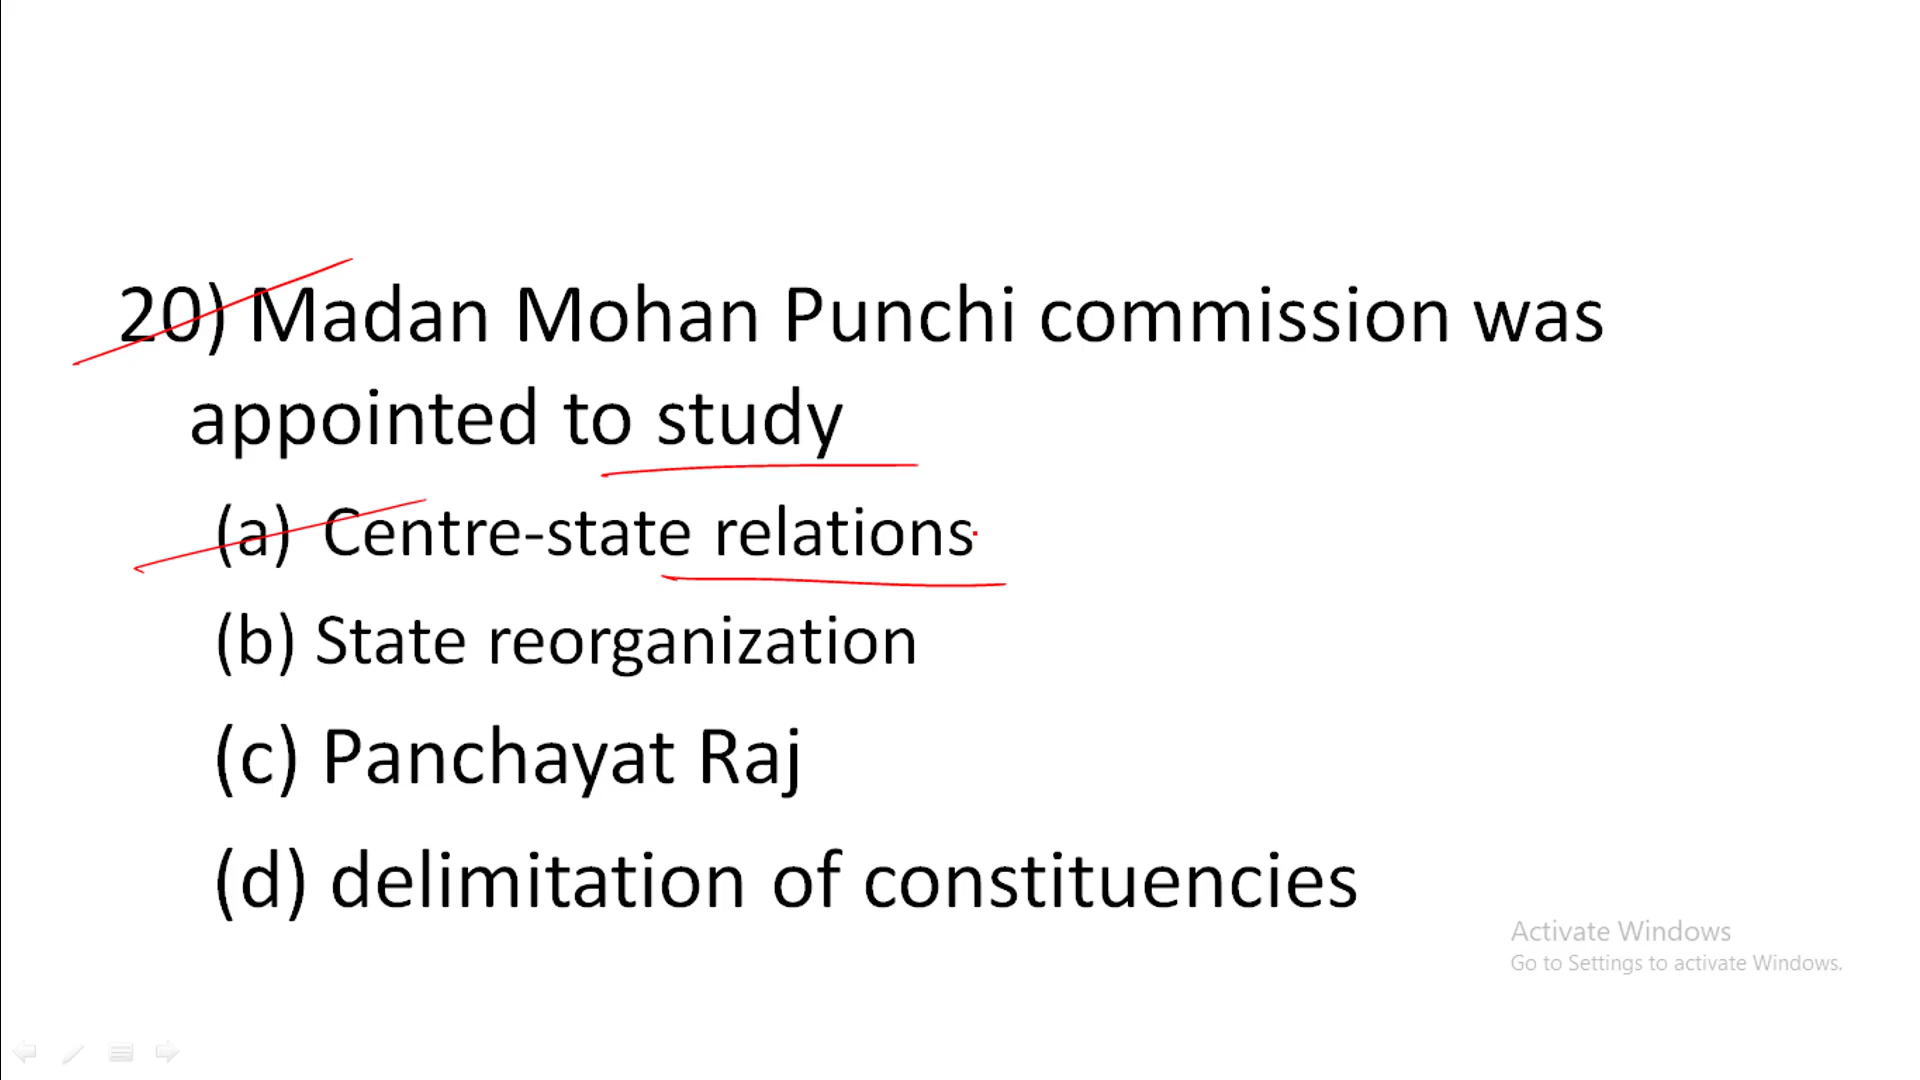 20) Madan Mohan Punchi commission was
appointed to study
(a) Centre-state relations
(b) State reorganization
(c) Panchayat Raj
(d) delimitation of constituencies
Activate Windows
Go to Settings to activate Windows.